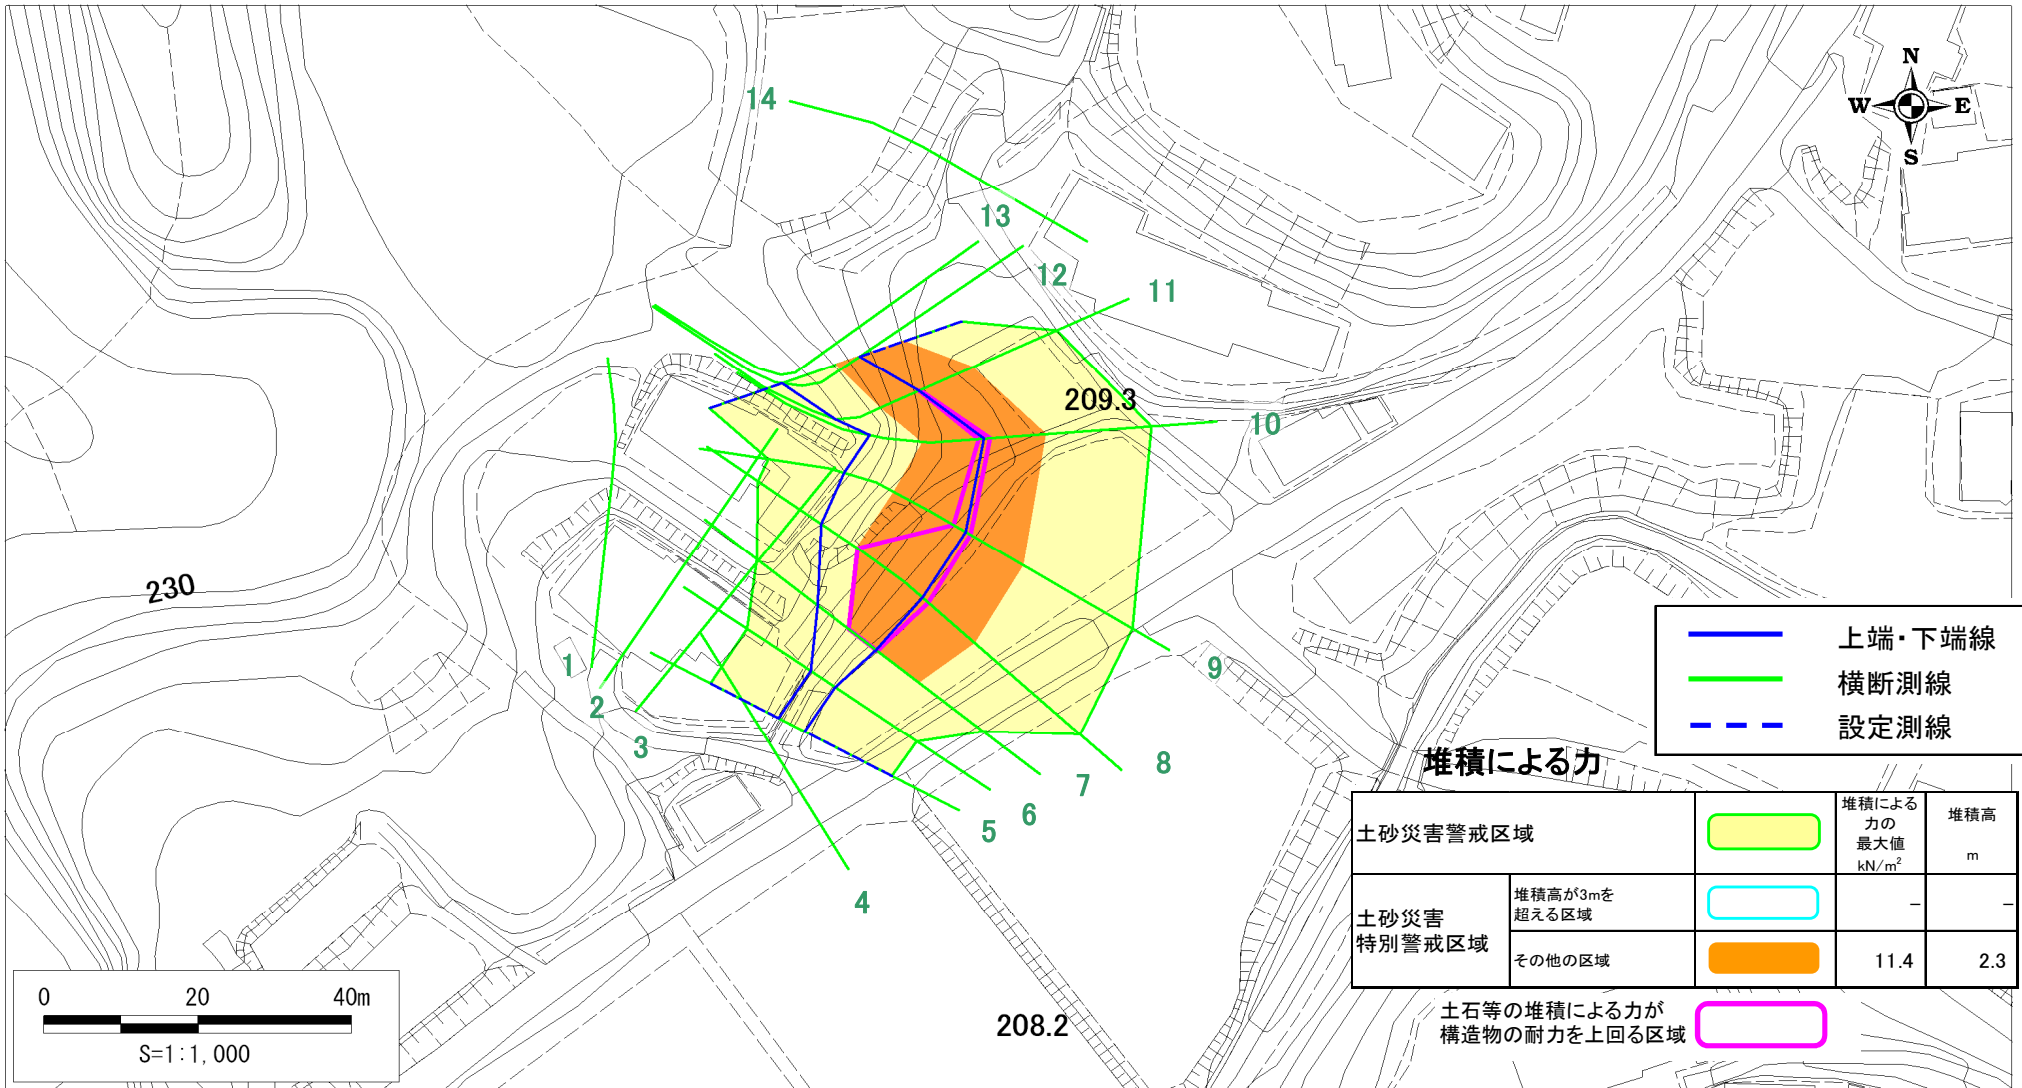 N
W E
S
14
13
12
11
10
209.3
230
1
2
3
4
5
6
7
8
9
208.2
上端・下端線
横断測線
設定測線
堆積による力
土砂災害警戒区域
堆積による
力の
最大値
kN/m²
堆積高
m
土砂災害
特別警戒区域
堆積高が3mを
超える区域
－ －
その他の区域
11.4 2.3
土石等の堆積による力が
構造物の耐力を上回る区域
0 20 40m
S=1:1,000